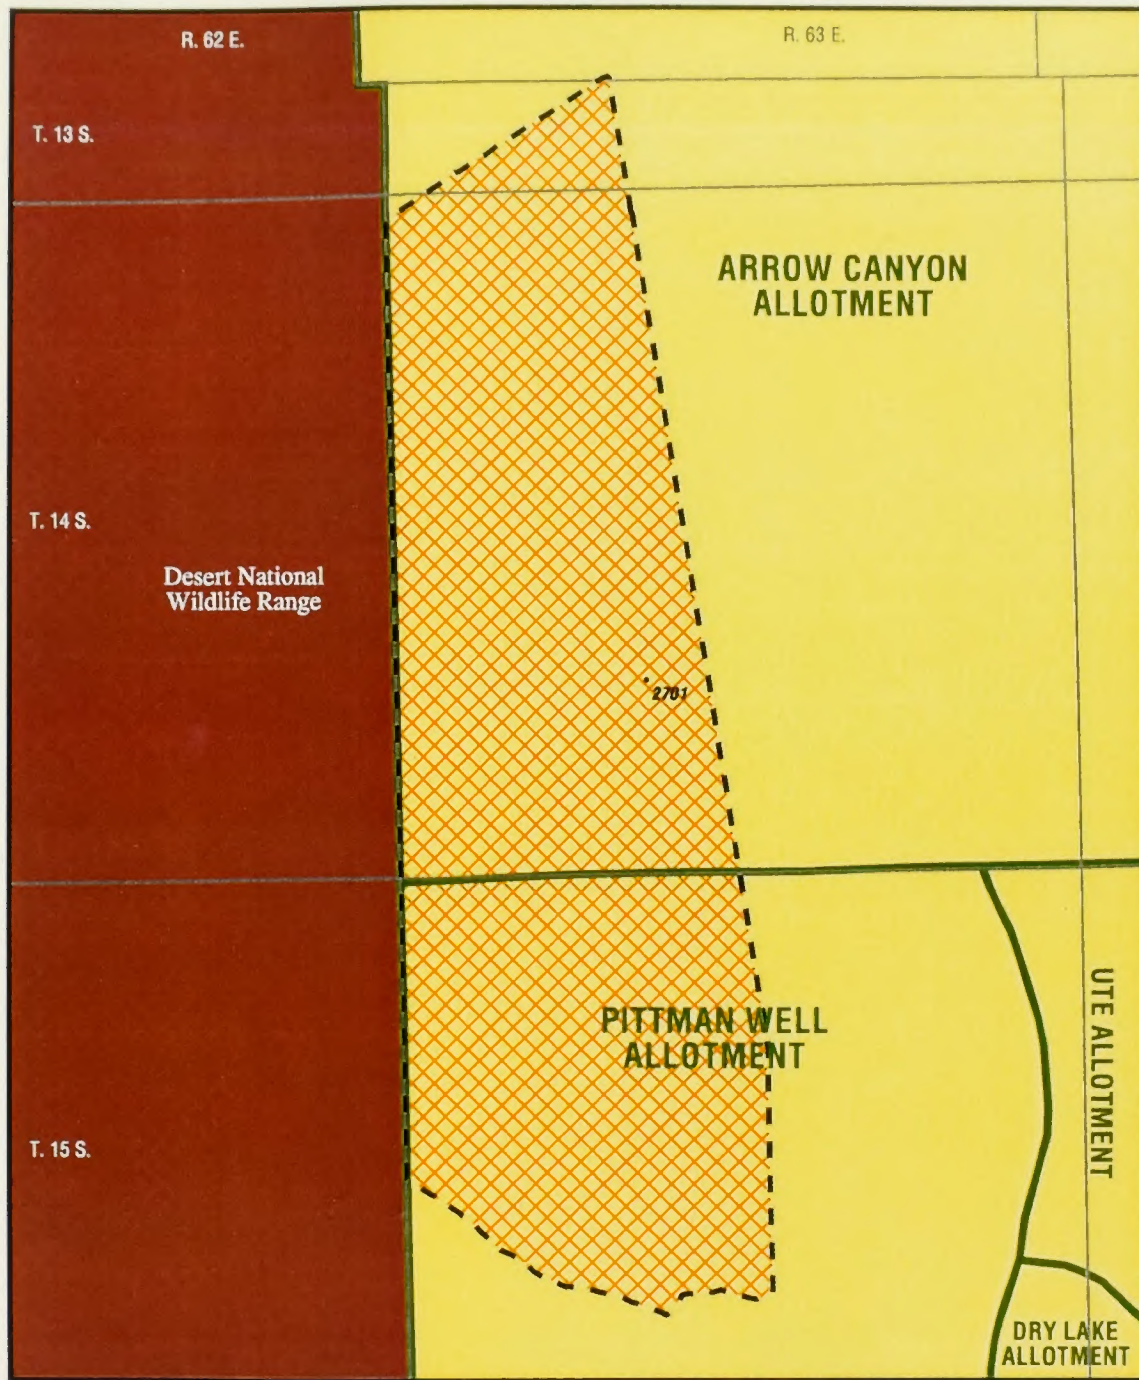 R. 62 E.
R. 63 E.
T. 13 S.
ARROW CANYON
ALLOTMENT
T. 14 S.
Desert National
Wildlife Range
2701
PITTMAN WELL
ALLOTMENT
UTE ALLOTMENT
T. 15 S.
DRY LAKE
ALLOTMENT